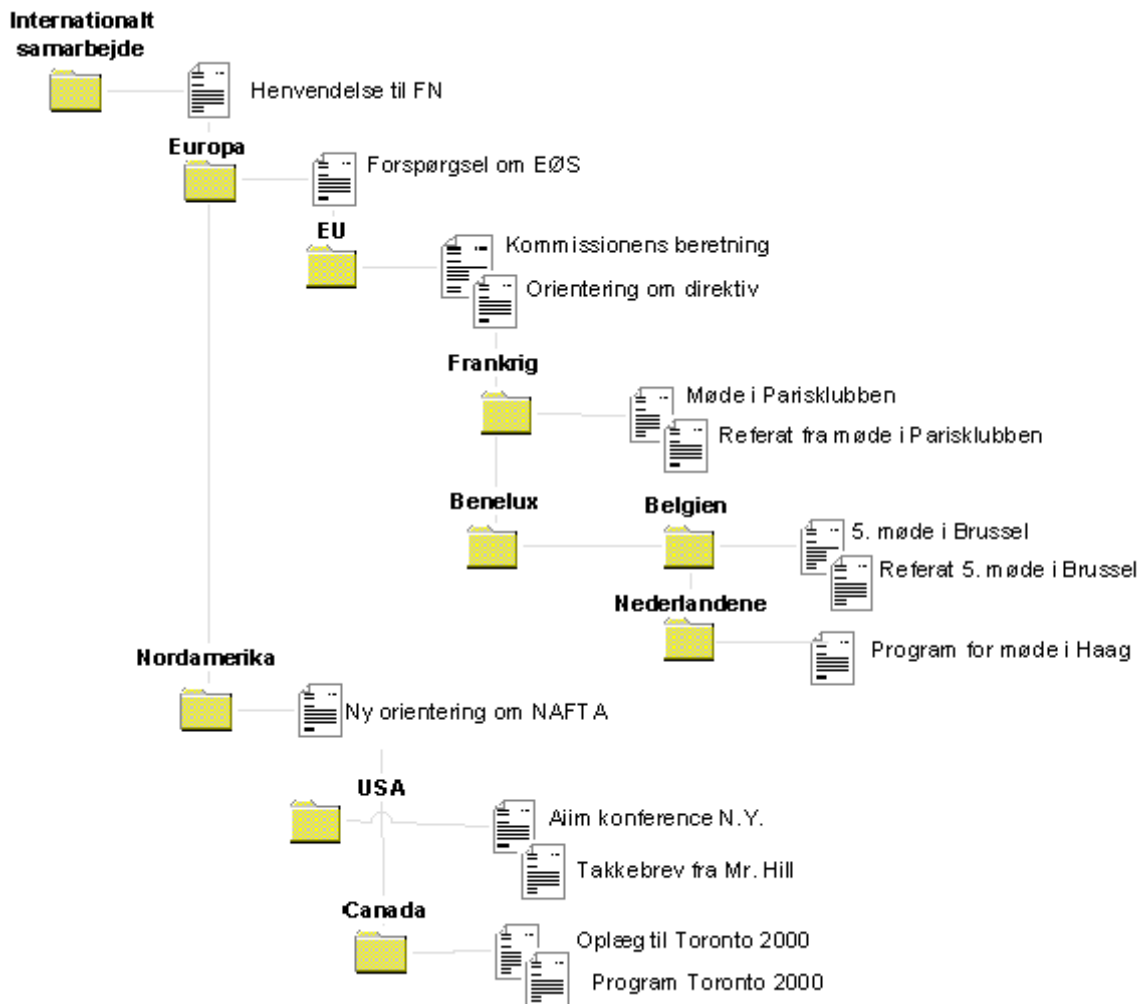 Internationalt
samarbejde
Henvendelse til FN
Europa
Forspørgsel om EØS
EU
Kommissionens beretning
Orientering om direktiv
Frankrig
Møde i Parisklubben
Referat fra møde i Parisklubben
Benelux
Belgien
5. møde i Brussel
Referat 5. møde i Brussel
Nederlandene
Program for møde i Haag
Nordamerika
Ny orientering om NAFTA
USA
Aiim konference N.Y.
Takkebrev fra Mr. Hill
Canada
Oplæg til Toronto 2000
Program Toronto 2000